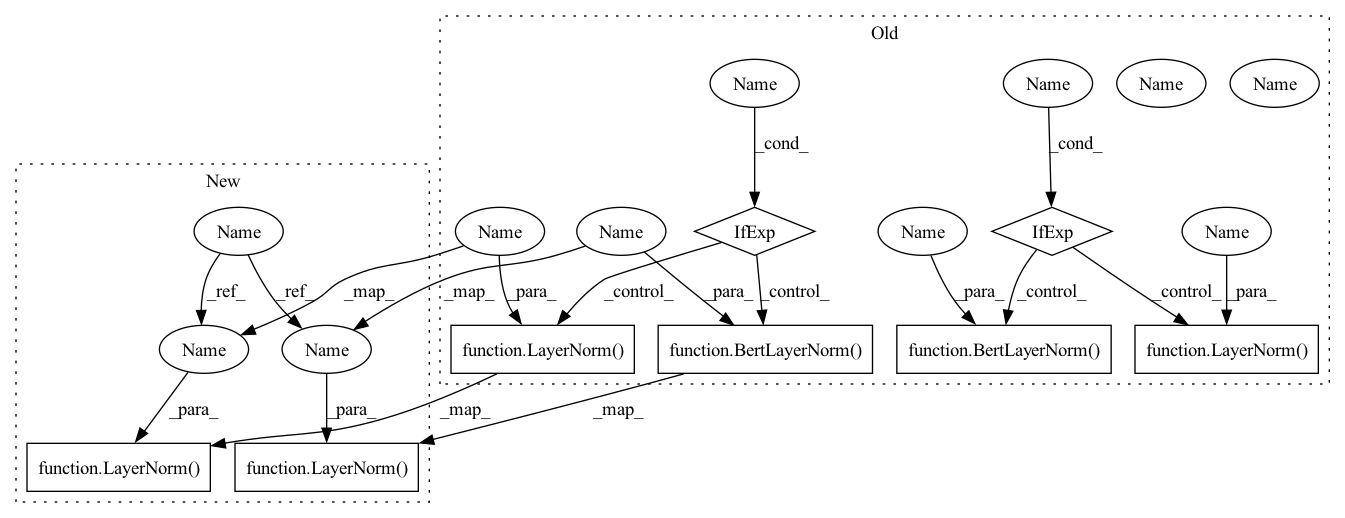 Old
Name
Name
Name
Name
_cond_
_cond_
New
Name
Name
Name
IfExp
Name
IfExp
Name
_ref_
_ref_
_map_
_map_
_para_
_control_
_para_
_control_
_para_
_control_
_control_
_para_
Name
Name
function.LayerNorm()
function.BertLayerNorm()
function.BertLayerNorm()
function.LayerNorm()
_para_
_para_
_map_
_map_
function.LayerNorm()
function.LayerNorm()